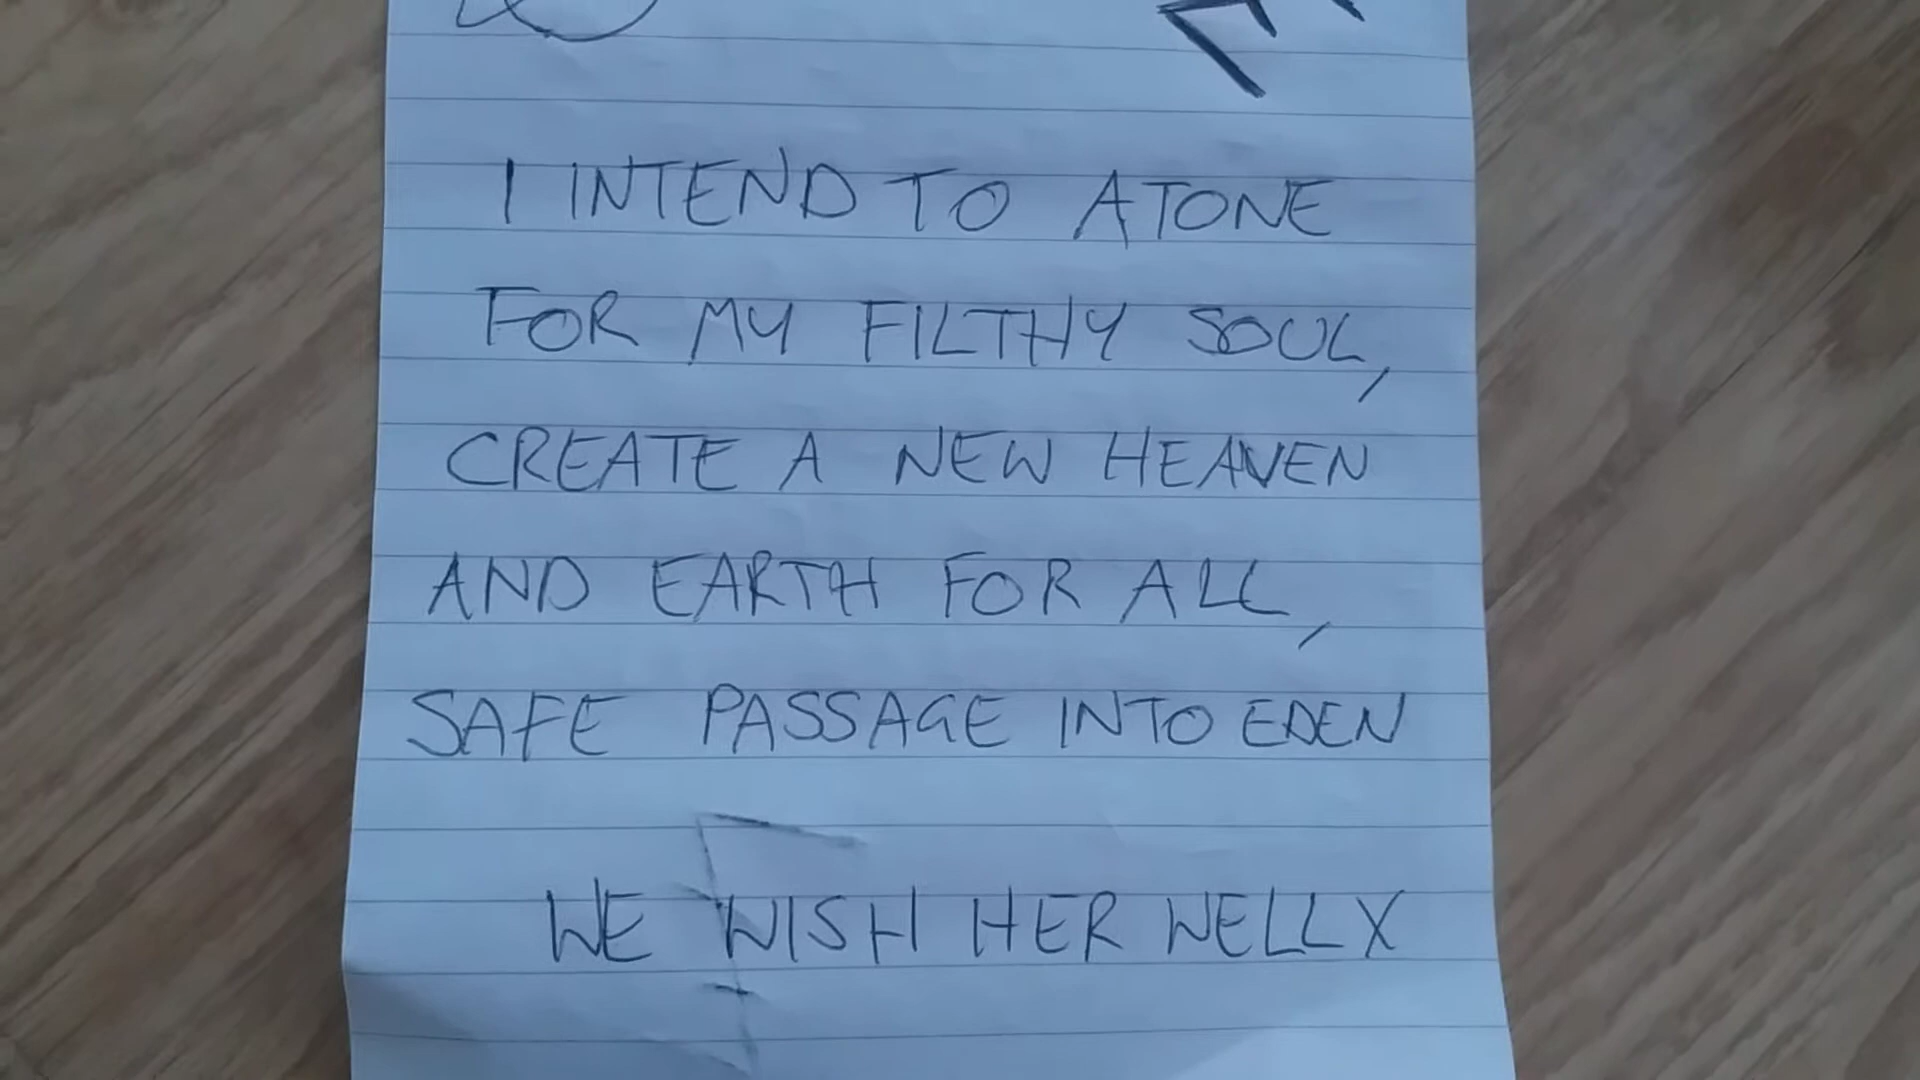 I INTEND TO ATONE
FOR MY FILTHY SOUL,
CREATE A NEW HEAVEN
AND EARTH FOR ALL,
SAFE PASSAGE INTO EDEN
WE WISH HER WELL X